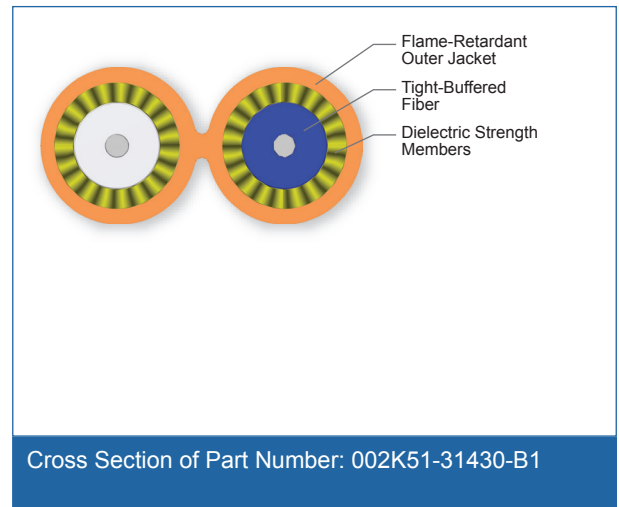 Flame-Retardant
Outer Jacket
Tight-Buffered
Fiber
Dielectric Strength
Members
Cross Section of Part Number: 002K51-31430-B1